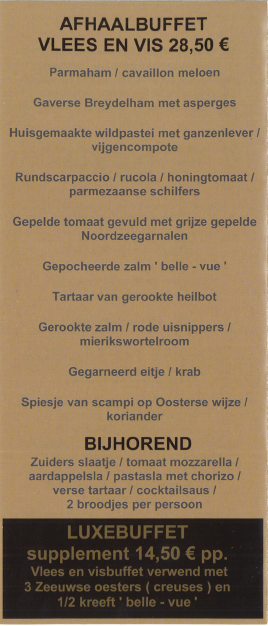 AFHAALBUFFET
VLEES EN VIS 28,50 €
Parmaham / cavaillon meloen
Gaverse Breydelham met asperges
Huisgemaakte wildpastei met ganzenlever /
vijgencompote
Rundscarpaccio / rucola / honingtomaat /
parmezaanse schilfers
Gepelde tomaat gevuld met grijze gepelde
Noordzeegarnalen
Gepocheerde zalm ' belle - vue '
Tartaar van gerookte heilbot
Gerookte zalm / rode uisnippers /
mierikswortelroom
Gegarneerd eitje / krab
Spiesje van scampi op Oosterse wijze /
koriander
BIJHOREND
Zuiders slaatje / tomaat mozzarella /
aardappelsla / pastasla met chorizo /
verse tartaar / cocktailsaus /
2 broodjes per persoon
LUXEBUFFET
supplement 14,50 € pp.
Vlees en visbuffet verwend met
3 Zeeuwse oesters ( creuses ) en
1/2 kreeft ' belle - vue '